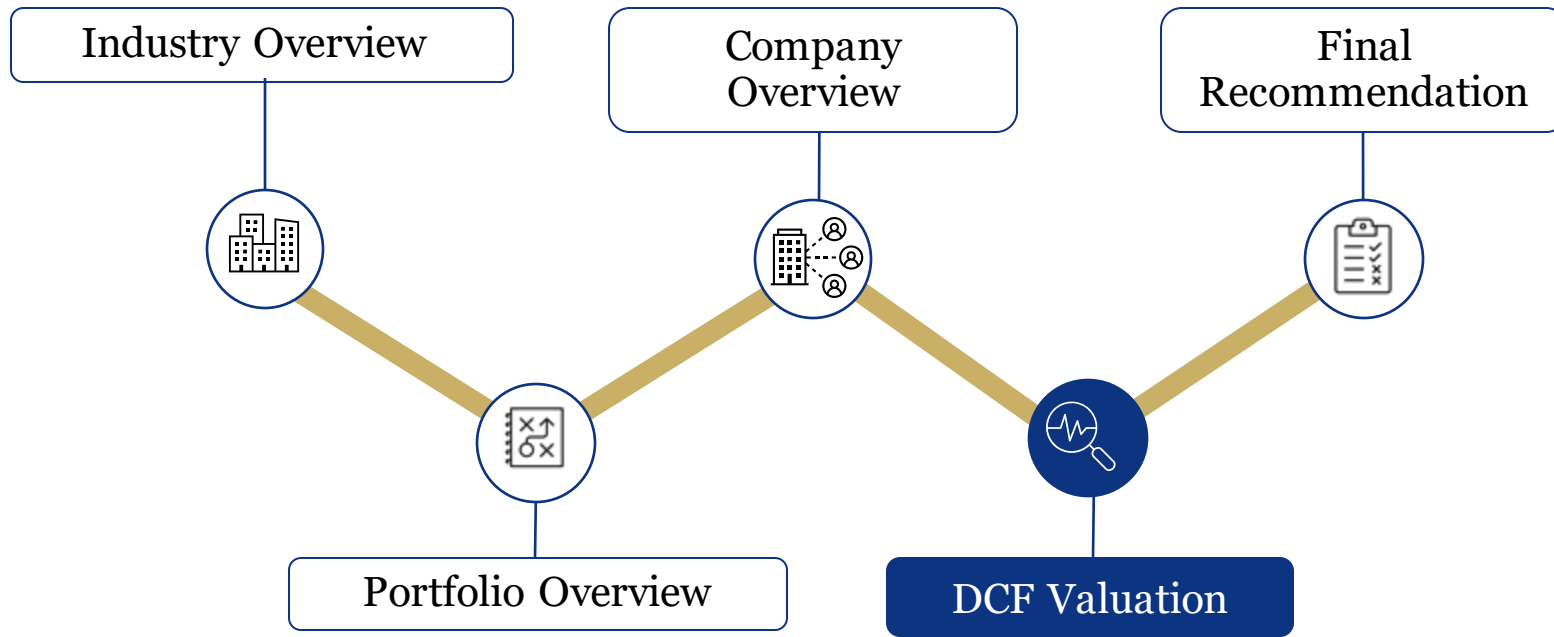 Industry Overview
Company
Overview
Final
Recommendation
Portfolio Overview
DCF Valuation